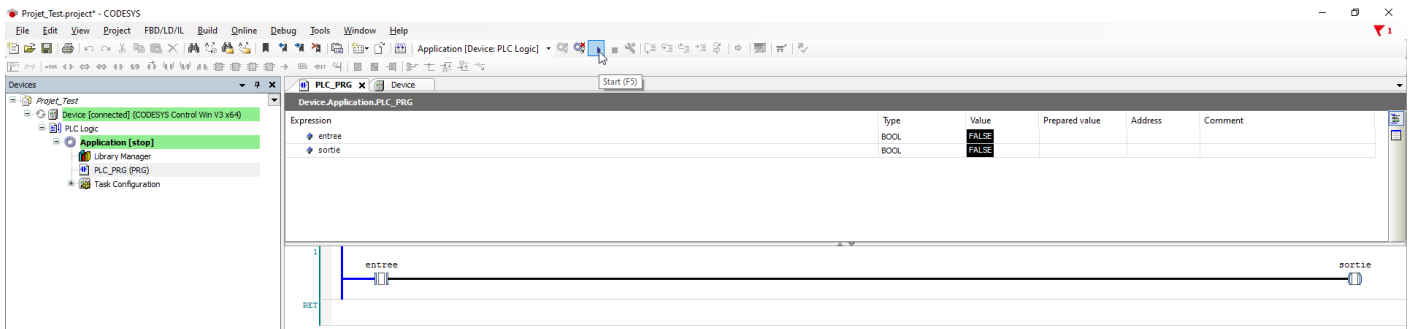 Projet_Test.project* - CODESYS
File Edit View Project FBD/LD/IL Build Online Debug Tools Window Help
1
Application [Device: PLC Logic]
Devices
PLC_PRG
Device
Start (F5)
Projet_Test
Device [connected] (CODESYS Control Win V3 x64)
PLC Logic
Application [stop]
Library Manager
PLC_PRG (PRG)
Task Configuration
Device.Application.PLC_PRG
Expression Type Value Prepared value Address Comment
entree BOOL FALSE
sortie BOOL FALSE
1
entree sortie
RET